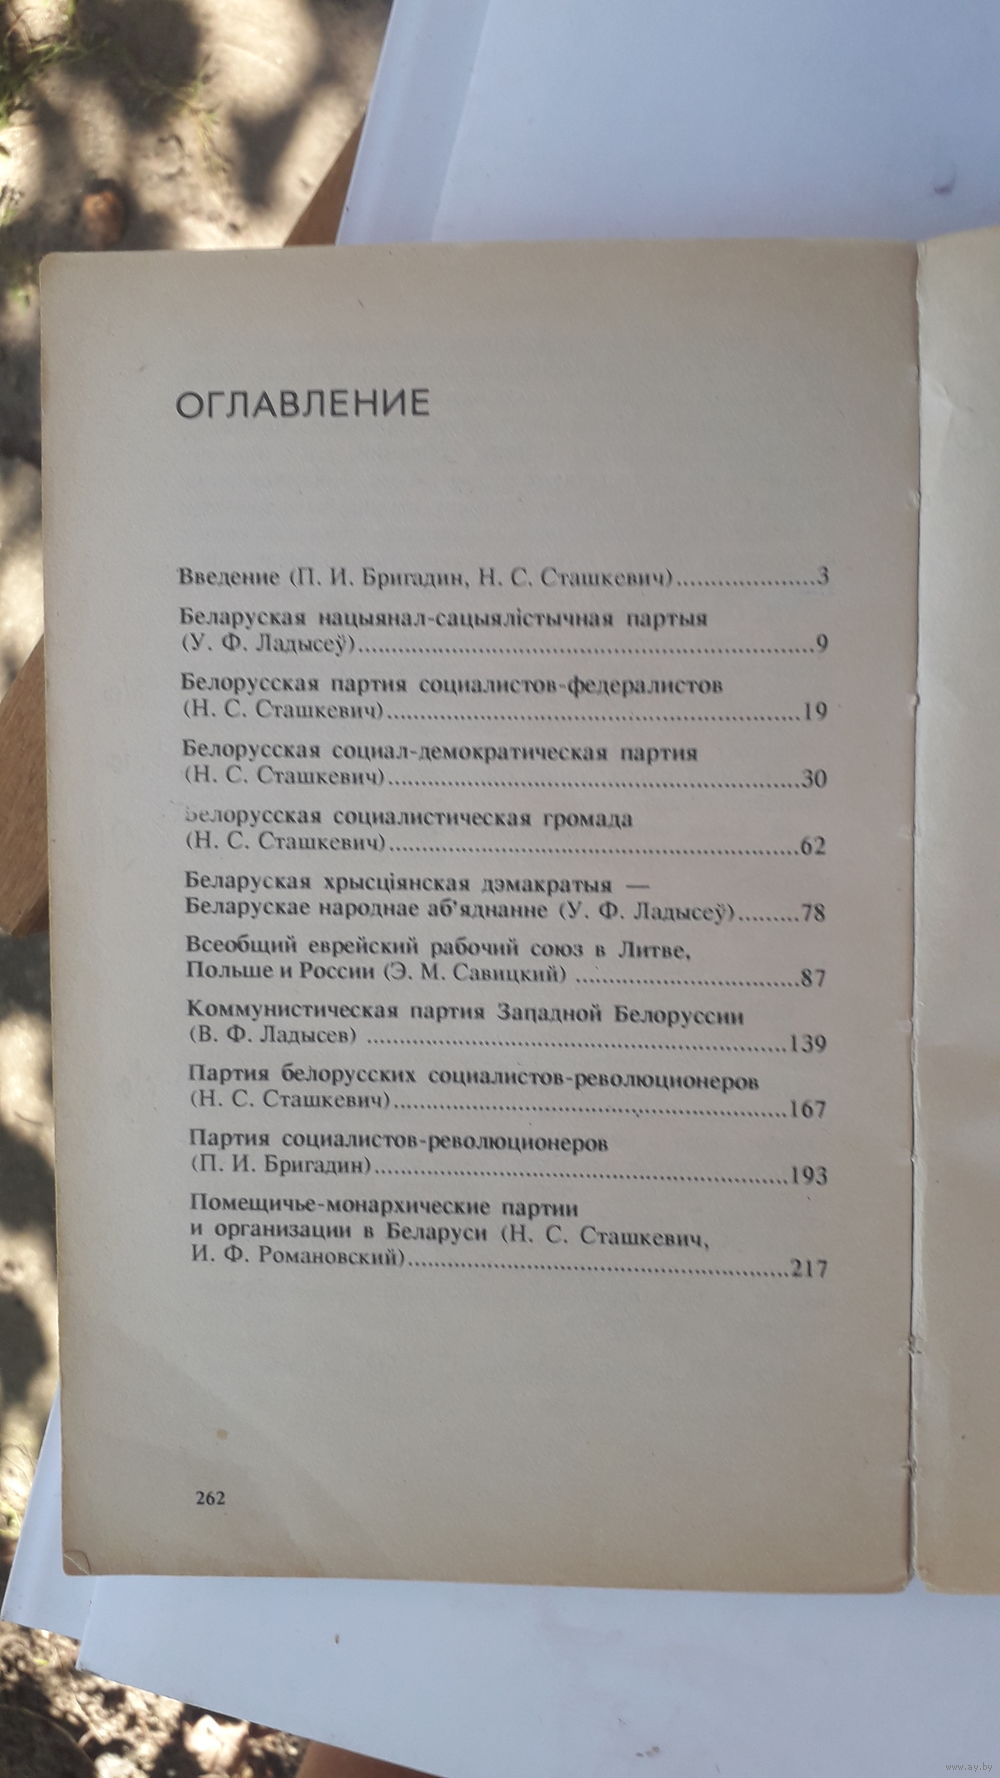 ОГЛАВЛЕНИЕ
Введение (П. И. Бригадин, Н. С. Сташкевич).....................3
Беларуская нацыянал-сацыялістычная партыя
(У. Ф. Ладысеў).....................................................................9
Белорусская партия социалистов-федералистов
(Н. С. Сташкевич)..............................................................19
Белорусская социал-демократическая партия
(Н. С. Сташкевич)..............................................................30
Белорусская социалистическая громада
(Н. С. Сташкевич)..............................................................62
Беларуская хрысціянская дэмакратыя —
Беларускае народнае аб'яднанне (У. Ф. Ладысеў).........78
Всеобщий еврейский рабочий союз в Литве,
Польше и России (Э. М. Савицкий) ..................................87
Коммунистическая партия Западной Белоруссии
(В. Ф. Ладысев) ...............................................................139
Партия белорусских социалистов-революционеров
(Н. С. Сташкевич)............................................................167
Партия социалистов-революционеров
(П. И. Бригадин)...............................................................193
Помещичье-монархические партии
и организации в Беларуси (Н. С. Сташкевич,
И. Ф. Романовский)..........................................................217
262
www.ay.by